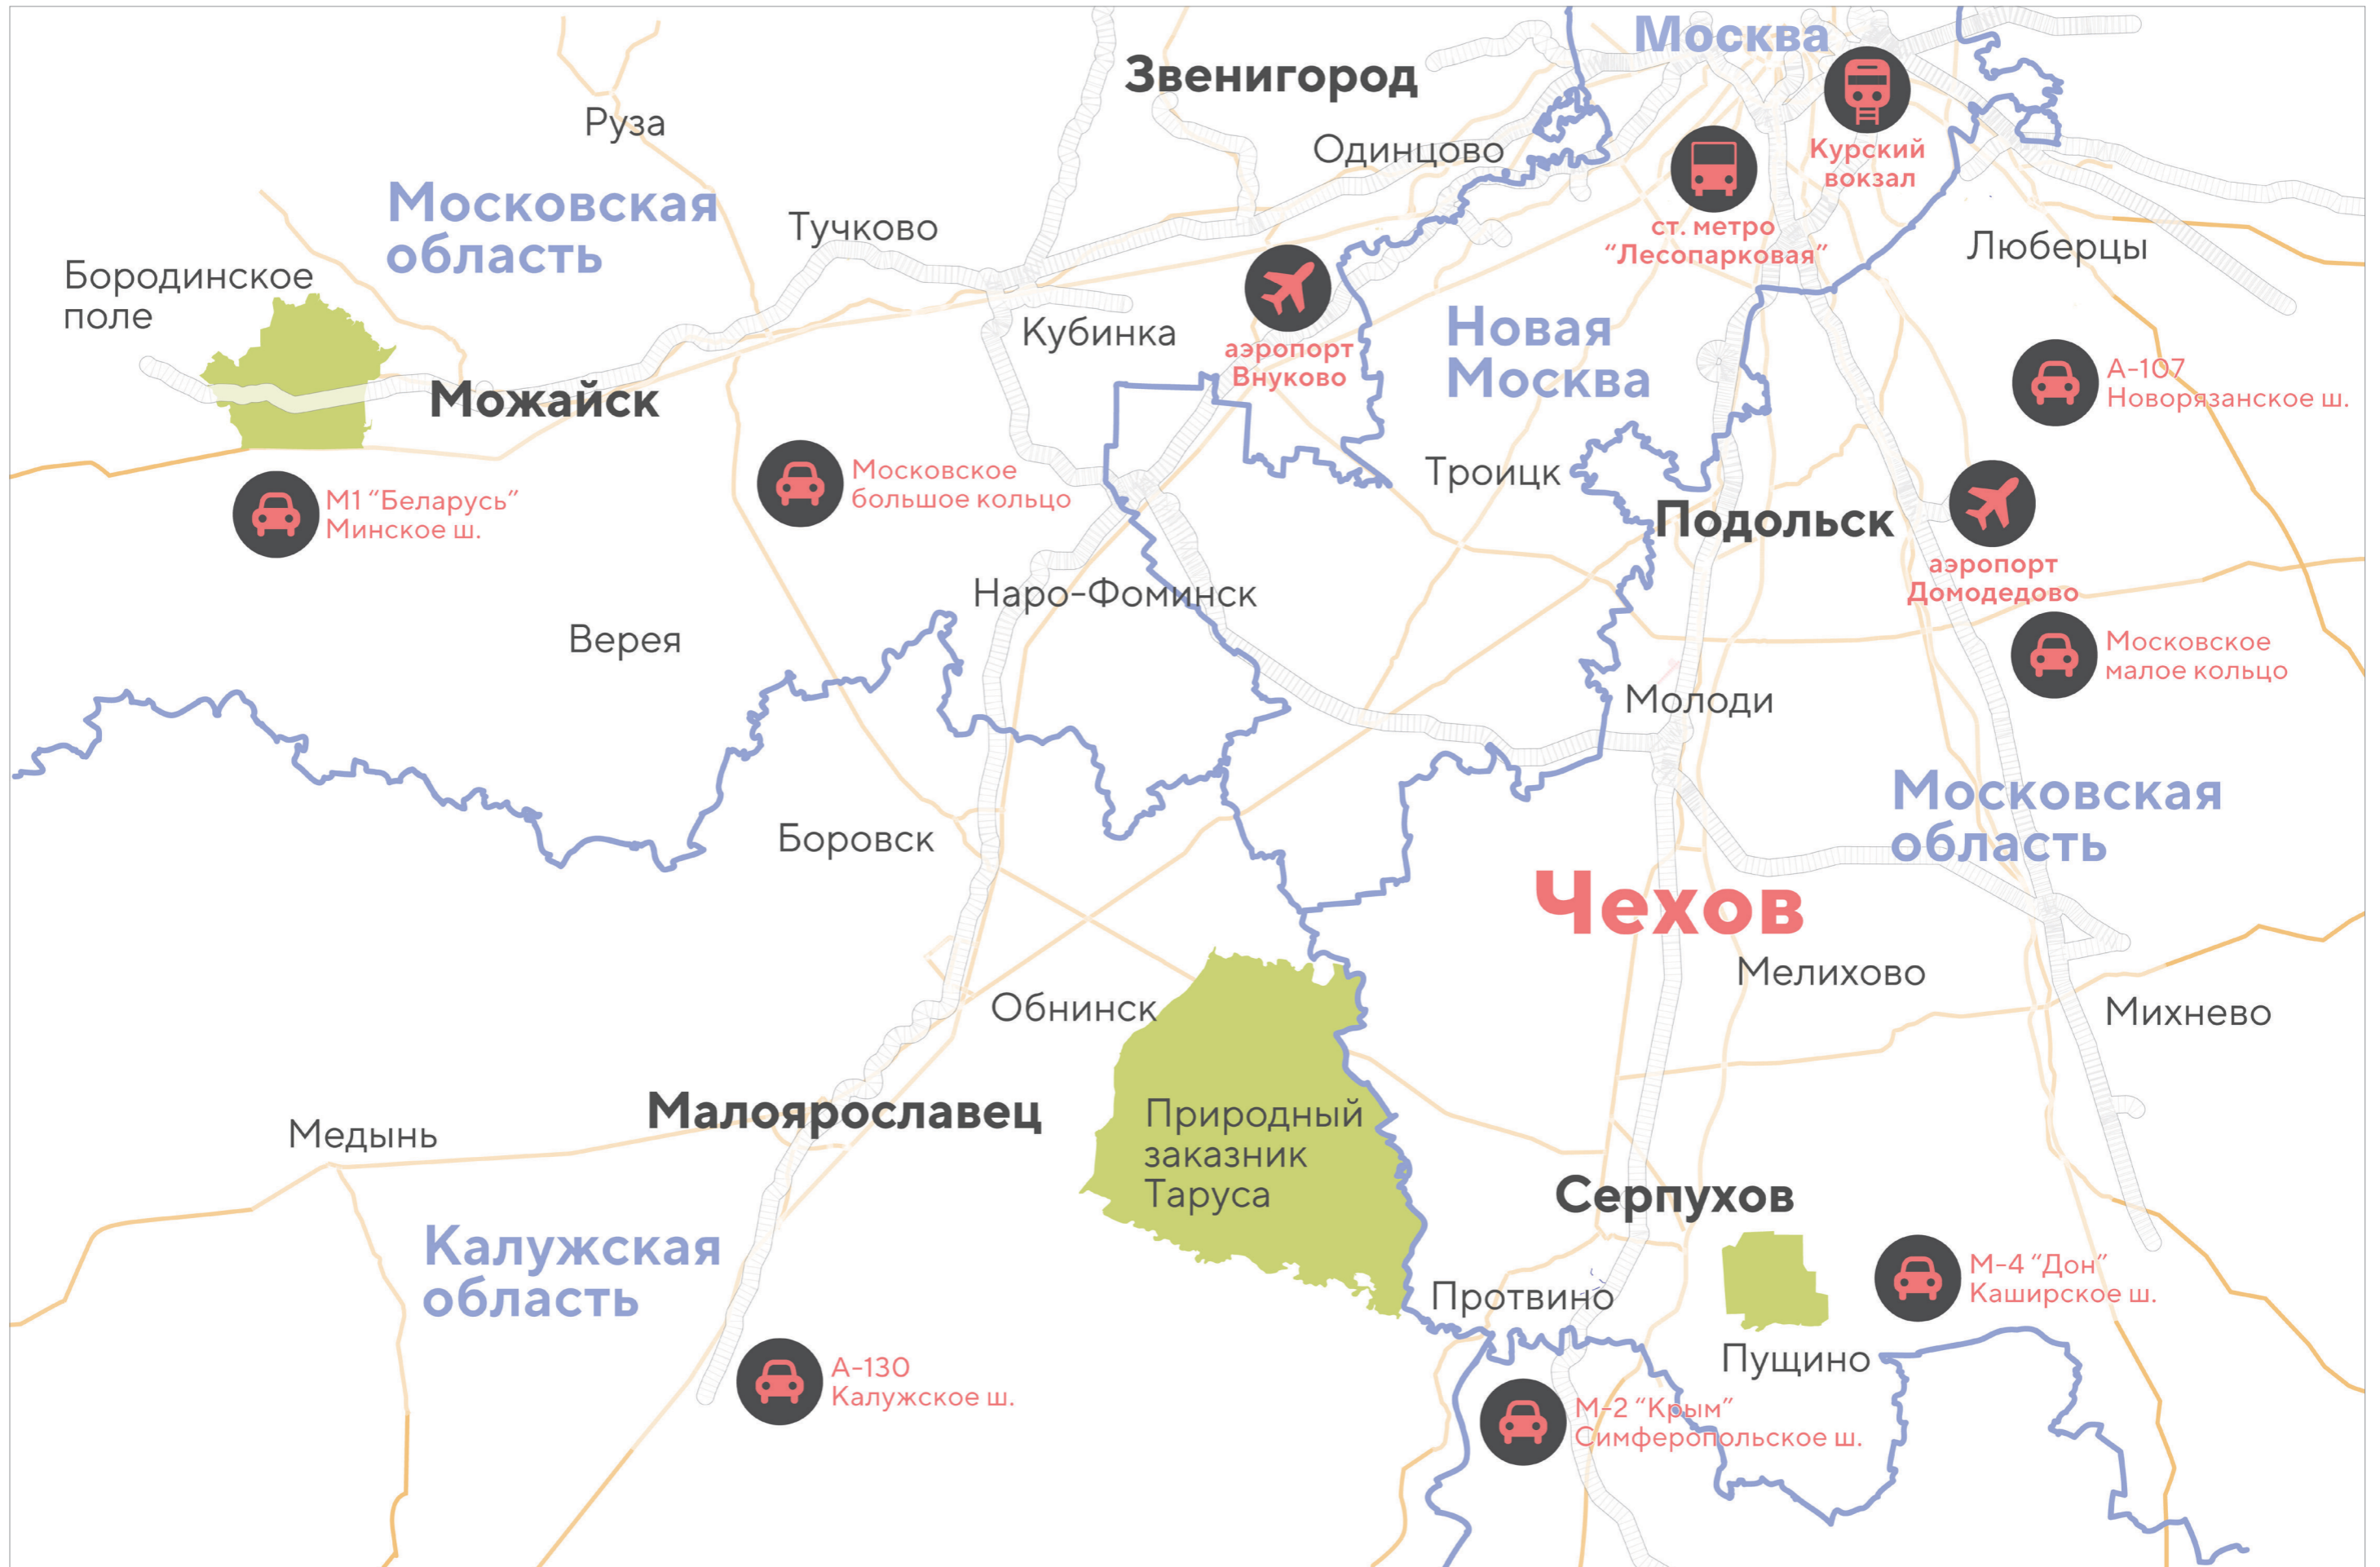 Москва
Звенигород
Руза
Одинцово
Курский
вокзал
Московская
область
Тучково
ст. метро
“Лесопарковая”
Люберцы
Бородинское
поле
Кубинка
аэропорт
Внуково
Новая
Москва
А-107
Новорязанское ш.
Можайск
Московское
большое кольцо
Троицк
М1 “Беларусь”
Минское ш.
Подольск
аэропорт
Домодедово
Наро-Фоминск
Верея
Московское
малое кольцо
Молоди
Московская
область
Боровск
Чехов
Мелихово
Обнинск
Михнево
Малоярославец
Природный
заказник
Таруса
Медынь
Серпухов
Калужская
область
Протвино
М-4 “Дон”
Каширское ш.
Пущино
А-130
Калужское ш.
М-2 “Крым”
Симферопольское ш.